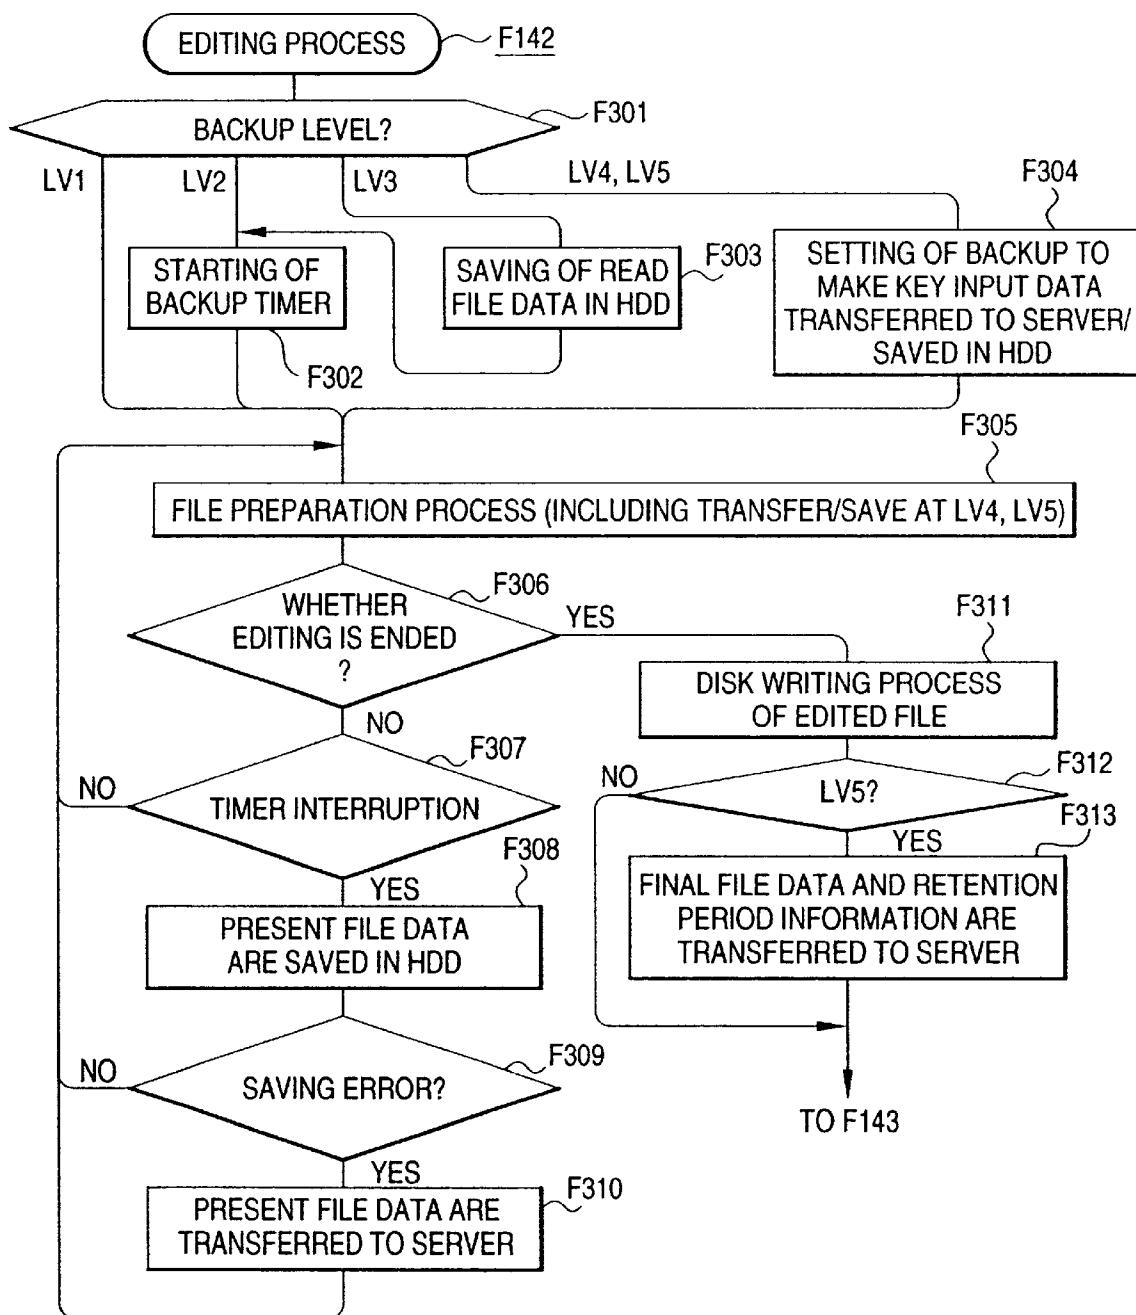 EDITING PROCESS
F142
BACKUP LEVEL?
F301
LV1
LV2
LV3
LV4, LV5
F304
STARTING OF
BACKUP TIMER
F302
SAVING OF READ
FILE DATA IN HDD
F303
SETTING OF BACKUP TO
MAKE KEY INPUT DATA
TRANSFERRED TO SERVER/
SAVED IN HDD
F305
FILE PREPARATION PROCESS (INCLUDING TRANSFER/SAVE AT LV4, LV5)
F306
WHETHER
EDITING IS ENDED
?
YES
NO
F311
DISK WRITING PROCESS
OF EDITED FILE
F307
NO
TIMER INTERRUPTION
YES
F312
NO
LV5?
YES
F313
F308
PRESENT FILE DATA
ARE SAVED IN HDD
FINAL FILE DATA AND RETENTION
PERIOD INFORMATION ARE
TRANSFERRED TO SERVER
F309
NO
SAVING ERROR?
YES
TO F143
F310
PRESENT FILE DATA ARE
TRANSFERRED TO SERVER